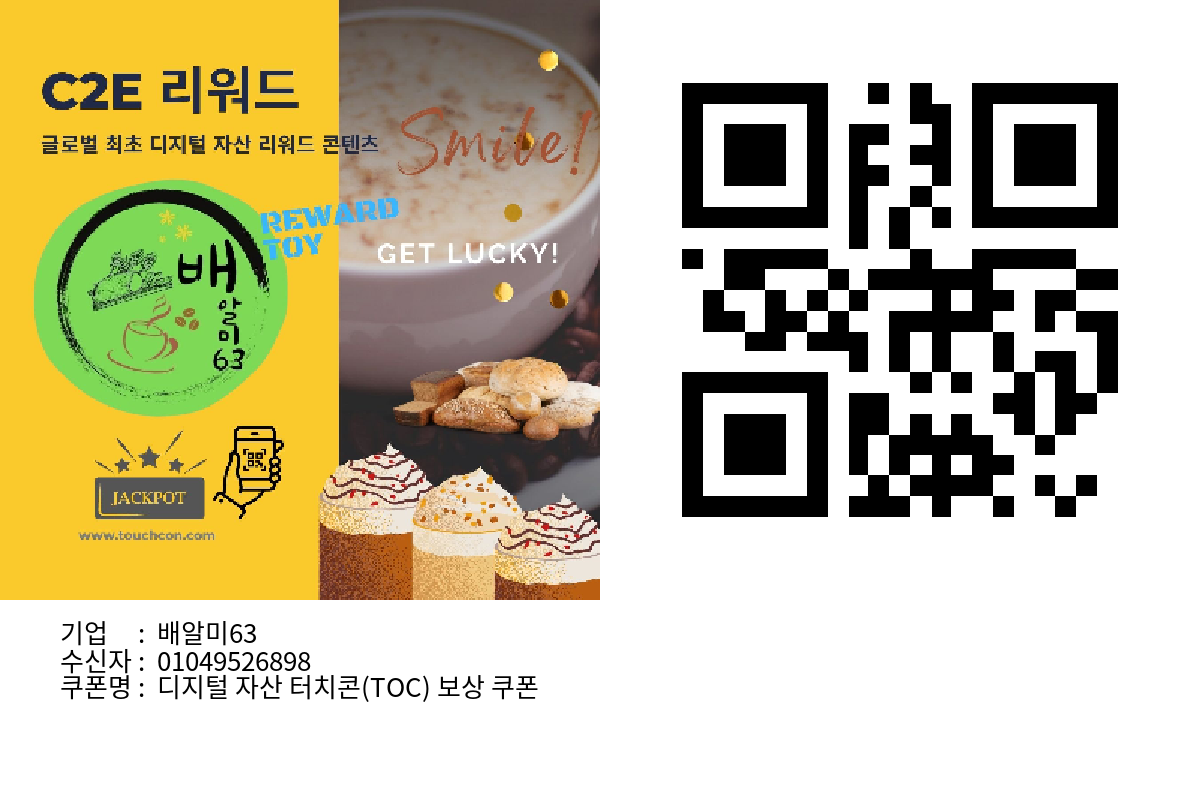 C2E 리워드
글로벌 최초 디지털 자산 리워드 콘텐츠
Smile!
REWARD
TOY
GET LUCKY!
배
알
미
63
JACKPOT
www.touchcon.com
기업 : 배알미63
수신자 : 01049526898
쿠폰명 : 디지털 자산 터치콘(TOC) 보상 쿠폰